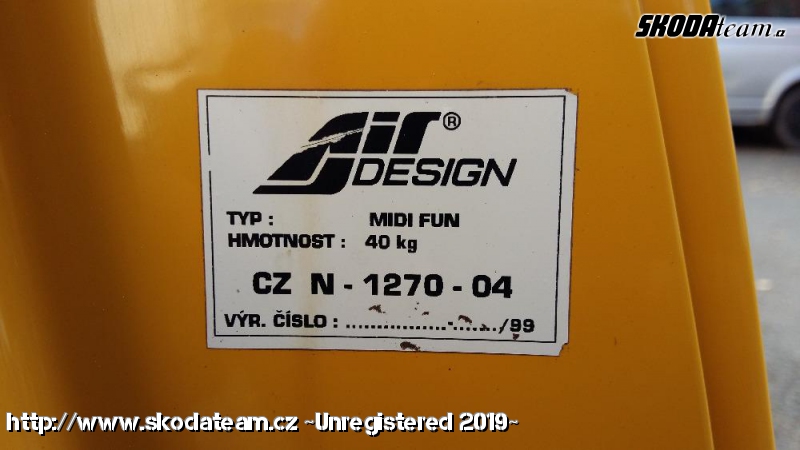 SKODAteam.cz
Air®
DESIGN
TYP : MIDI FUN
HMOTNOST : 40 kg
CZ N - 1270 - 04
VÝR. ČÍSLO : ..................-......../99
http://www.skodateam.cz ~Unregistered 2019~